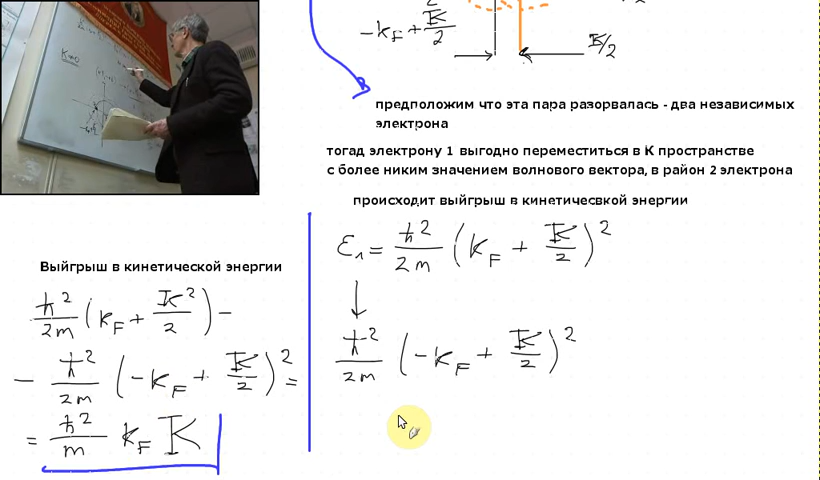 -k_F + K/2
K/2
предположим что эта пара разорвалась - два независимых
электрона
тогад электрону 1 выгодно переместиться в К пространстве
с более никим значением волнового вектора, в район 2 электрона
происходит выйгрыш в кинетичесвкой энергии
ε₁ = ħ²/2m (k_F + K/2)²
↓
ħ²/2m (-k_F + K/2)²
Выйгрыш в кинетической энергии
ħ²/2m (k_F + K²/2) -
- ħ²/2m (-k_F + K/2)² =
= ħ²/m k_F K